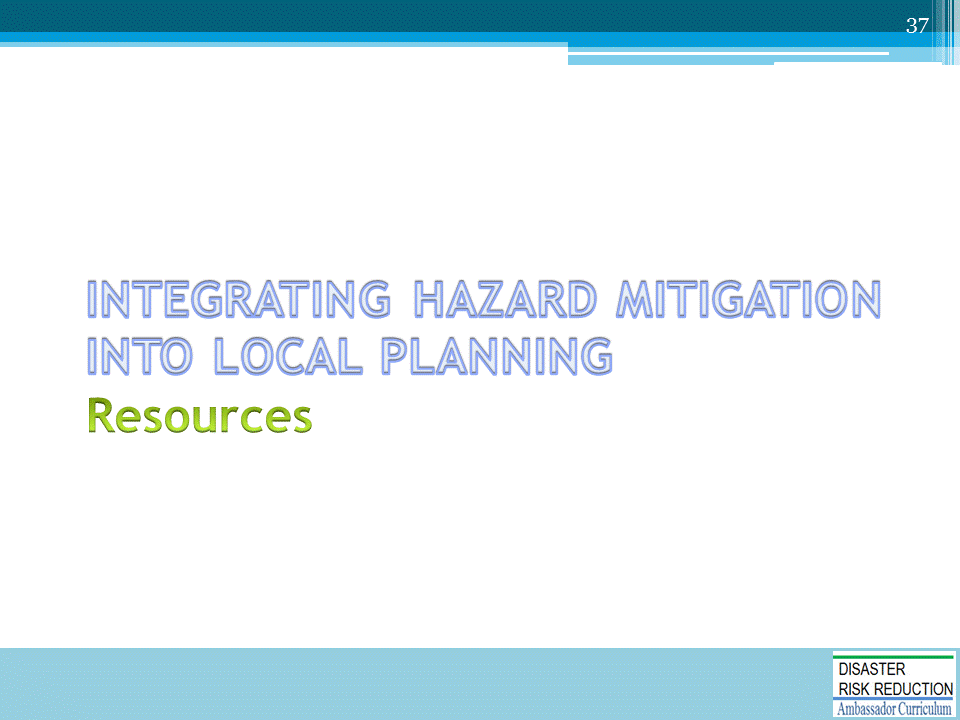 37
INTEGRATING HAZARD MITIGATION
INTO LOCAL PLANNING
Resources
DISASTER
RISK REDUCTION
Ambassador Curriculum